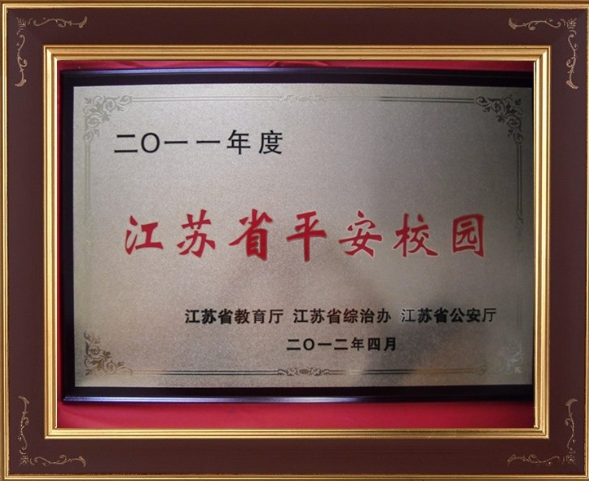 二〇一一年度
江苏省平安校园
江苏省教育厅 江苏省综治办 江苏省公安厅
二〇一二年四月